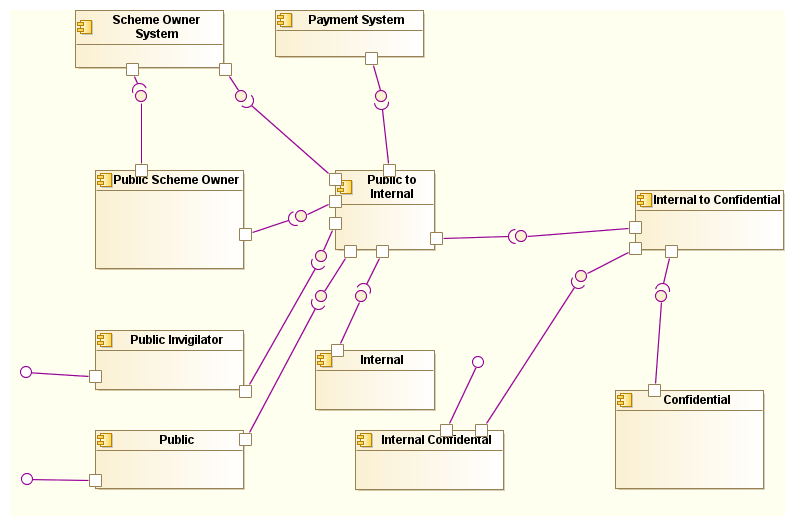 Scheme Owner
System
Payment System
Public Scheme Owner
Public to
Internal
Internal to Confidential
Public Invigilator
Internal
Confidential
Public
Internal Confidental